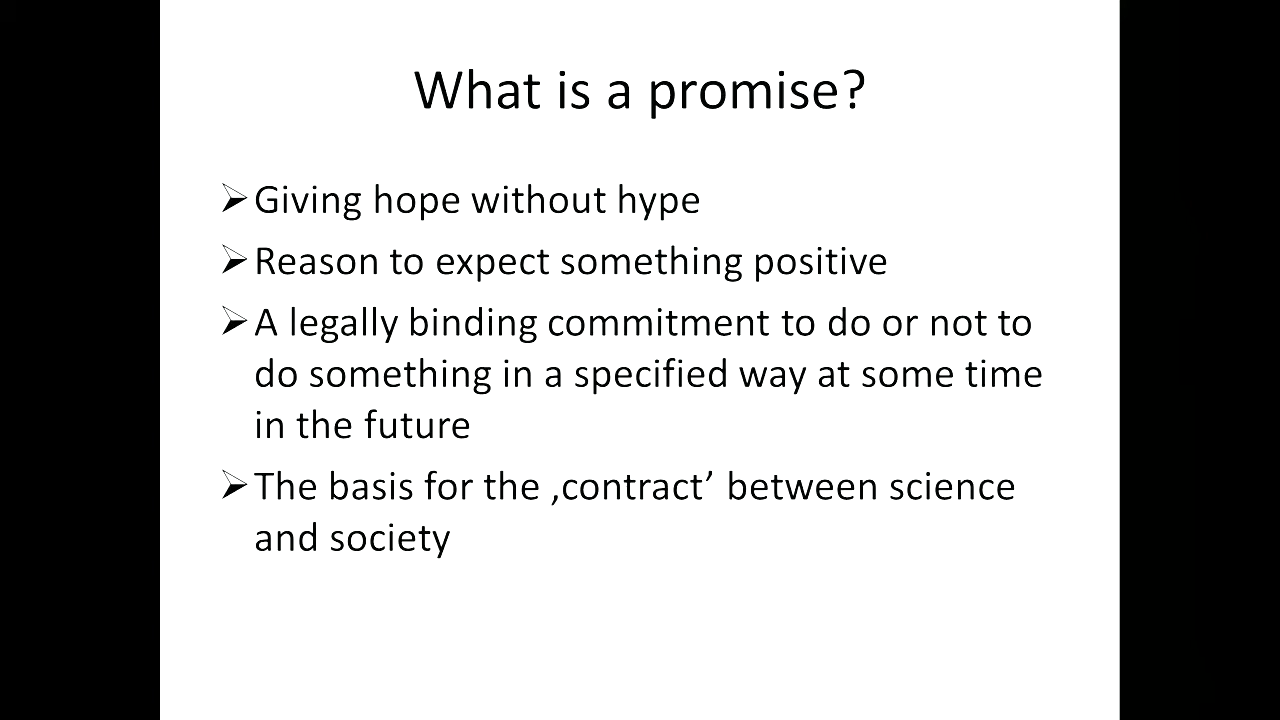 What is a promise?
➢Giving hope without hype
➢Reason to expect something positive
➢A legally binding commitment to do or not to
do something in a specified way at some time
in the future
➢The basis for the ‚contract’ between science
and society